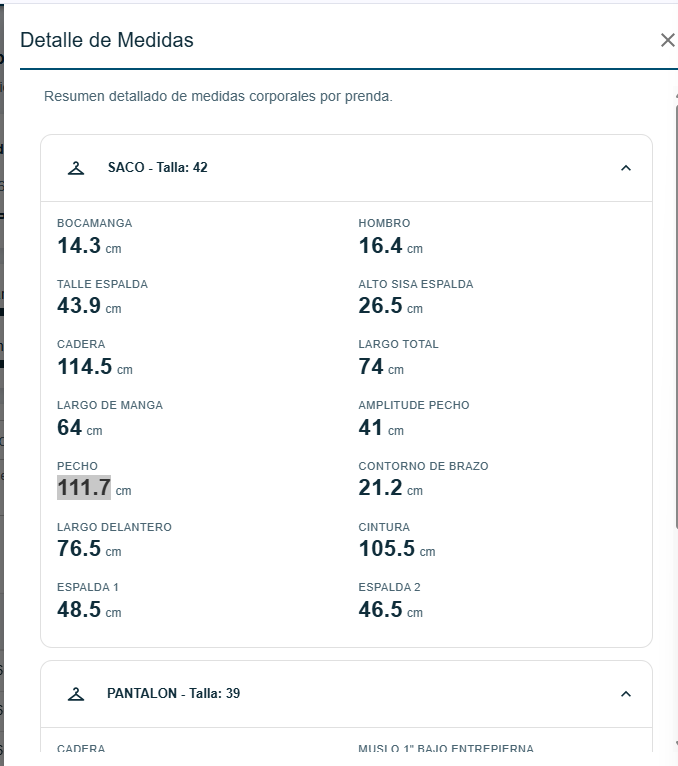 Detalle de Medidas
Resumen detallado de medidas corporales por prenda.
SACO - Talla: 42
BOCAMANGA HOMBRO
14.3 cm 16.4 cm
TALLE ESPALDA ALTO SISA ESPALDA
43.9 cm 26.5 cm
CADERA LARGO TOTAL
114.5 cm 74 cm
LARGO DE MANGA AMPLITUDE PECHO
64 cm 41 cm
PECHO CONTORNO DE BRAZO
111.7 cm 21.2 cm
LARGO DELANTERO CINTURA
76.5 cm 105.5 cm
ESPALDA 1 ESPALDA 2
48.5 cm 46.5 cm
PANTALON - Talla: 39
CADERA MUSLO 1" BAJO ENTREPIERNA